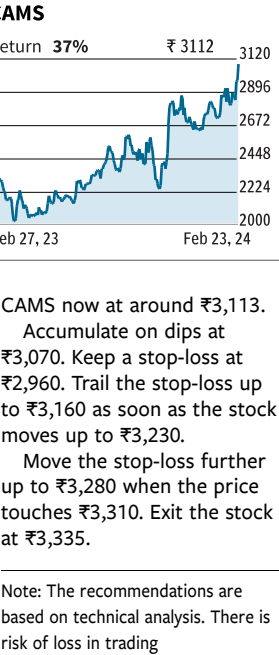 CAMS
eturn 37% ₹ 3112
3120
2896
2672
2448
2224
2000
eb 27, 23 Feb 23, 24
CAMS now at around ₹3,113.
Accumulate on dips at
₹3,070. Keep a stop-loss at
₹2,960. Trail the stop-loss up
to ₹3,160 as soon as the stock
moves up to ₹3,230.
Move the stop-loss further
up to ₹3,280 when the price
touches ₹3,310. Exit the stock
at ₹3,335.
Note: The recommendations are
based on technical analysis. There is
risk of loss in trading